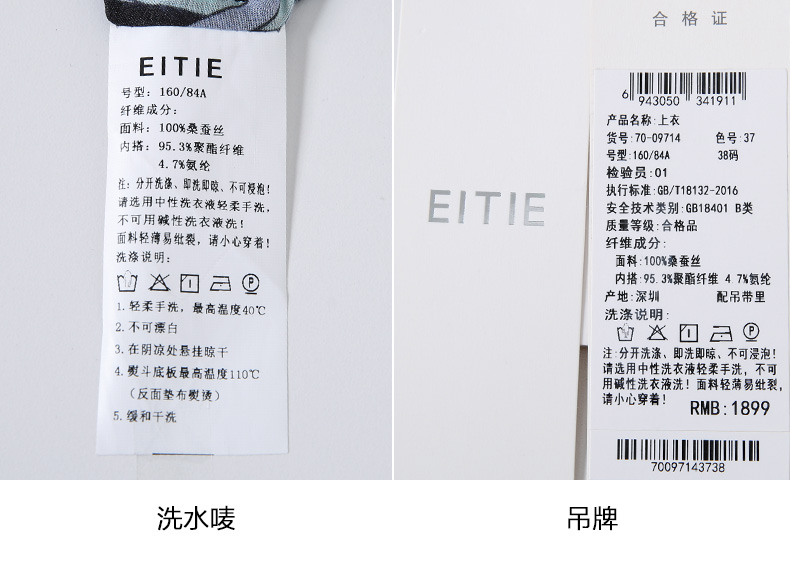 EITIE
号型: 160/84A
纤维成分:
面料: 100%桑蚕丝
内搭: 95.3%聚酯纤维
4.7%氨纶
注: 分开洗涤、即洗即晾、不可浸泡!
请选用中性洗衣液轻柔手洗,
不可用碱性洗衣液洗!
面料轻薄易纰裂, 请小心穿着!
洗涤说明:
1. 轻柔手洗, 最高温度40℃
2. 不可漂白
3. 在阴凉处悬挂晾干
4. 熨斗底板最高温度110℃
(反面垫布熨烫)
5. 缓和干洗
洗水唛
EITIE
合格证
6 943050 341911
产品名称:上衣
货号:70-09714 色号:37
号型:160/84A 38码
检验员:01
执行标准:GB/T18132-2016
安全技术类别:GB18401 B类
质量等级:合格品
纤维成分:
面料:100%桑蚕丝
内搭:95.3%聚酯纤维 4.7%氨纶
产地:深圳 配吊带里
洗涤说明:
注:分开洗涤、即洗即晾、不可浸泡!
请选用中性洗衣液轻柔手洗, 不可
用碱性洗衣液洗! 面料轻薄易纰裂,
请小心穿着!
RMB:1899
70097143738
吊牌